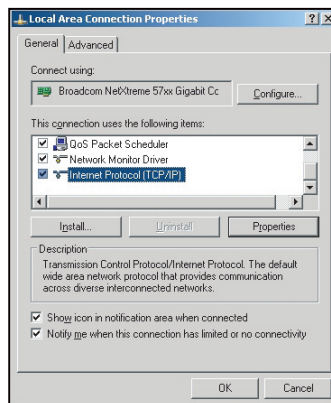 Local Area Connection Properties
General Advanced
Connect using:
Broadcom NetXtreme 57xx Gigabit Cc
Configure...
This connection uses the following items:
QoS Packet Scheduler
Network Monitor Driver
Internet Protocol (TCP/IP)
Install... Uninstall Properties
Description
Transmission Control Protocol/Internet Protocol. The default
wide area network protocol that provides communication
across diverse interconnected networks.
Show icon in notification area when connected
Notify me when this connection has limited or no connectivity
OK Cancel